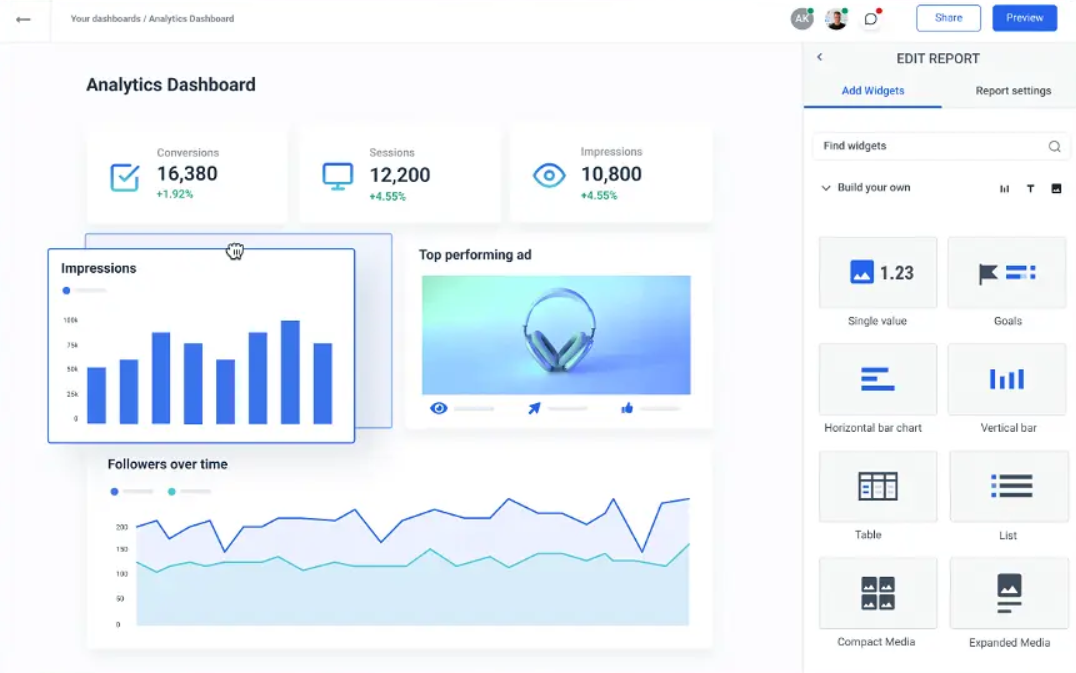 Your dashboards / Analytics Dashboard
AK
Share
Preview
Analytics Dashboard
Conversions
16,380
+1.92%
Sessions
12,200
+4.55%
Impressions
10,800
+4.55%
Impressions
100k
75k
50k
25k
0
Top performing ad
Followers over time
200
150
100
50
0
EDIT REPORT
Add Widgets
Report settings
Find widgets
Build your own
T
1.23
Single value
Goals
Horizontal bar chart
Vertical bar
Table
List
Compact Media
Expanded Media